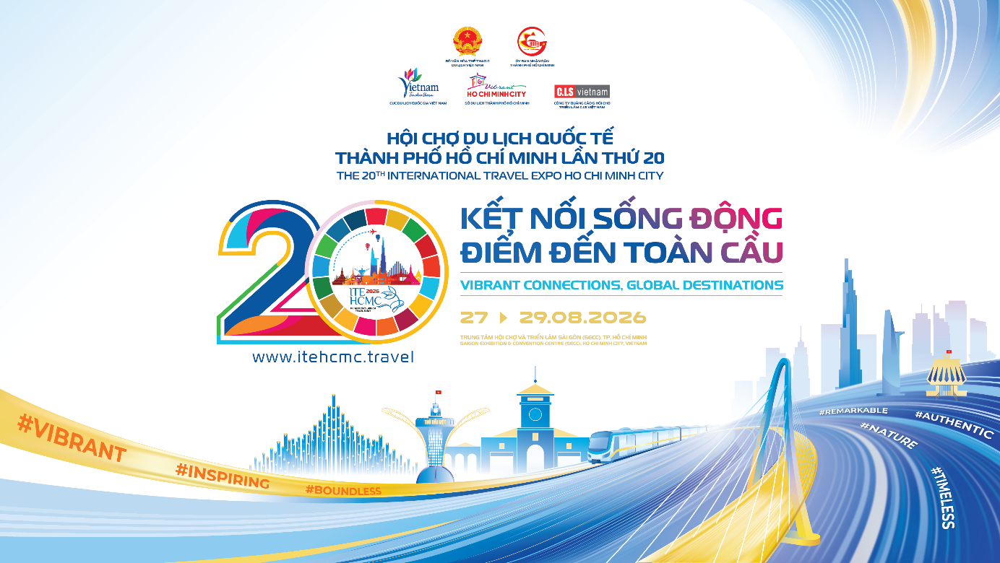 BỘ VĂN HÓA THỂ THAO &
DU LỊCH VIỆT NAM
ỦY BAN NHÂN DÂN
THÀNH PHỐ HỒ CHÍ MINH
Vietnam
CỤC DU LỊCH QUỐC GIA VIỆT NAM
Vibrant
HO CHI MINH CITY
SỞ DU LỊCH THÀNH PHỐ HỒ CHÍ MINH
C.I.S vietnam
CÔNG TY QUẢNG CÁO & HỘI CHỢ
TRIỂN LÃM C.I.S VIỆT NAM
HỘI CHỢ DU LỊCH QUỐC TẾ
THÀNH PHỐ HỒ CHÍ MINH LẦN THỨ 20
THE 20TH INTERNATIONAL TRAVEL EXPO HO CHI MINH CITY
20
ITE 2026
HCMC
TRAVEL EVENT
www.itehcmc.travel
KẾT NỐI SỐNG ĐỘNG
ĐIỂM ĐẾN TOÀN CẦU
VIBRANT CONNECTIONS, GLOBAL DESTINATIONS
27 29.08.2026
TRUNG TÂM HỘI CHỢ VÀ TRIỂN LÃM SÀI GÒN (SECC), TP. HỒ CHÍ MINH
SAIGON EXHIBITION & CONVENTION CENTRE (SECC), HO CHI MINH CITY, VIETNAM
THỦ DẦU MỘT
#VIBRANT
#INSPIRING
#BOUNDLESS
#REMARKABLE
#AUTHENTIC
#NATURE
#TIMELESS